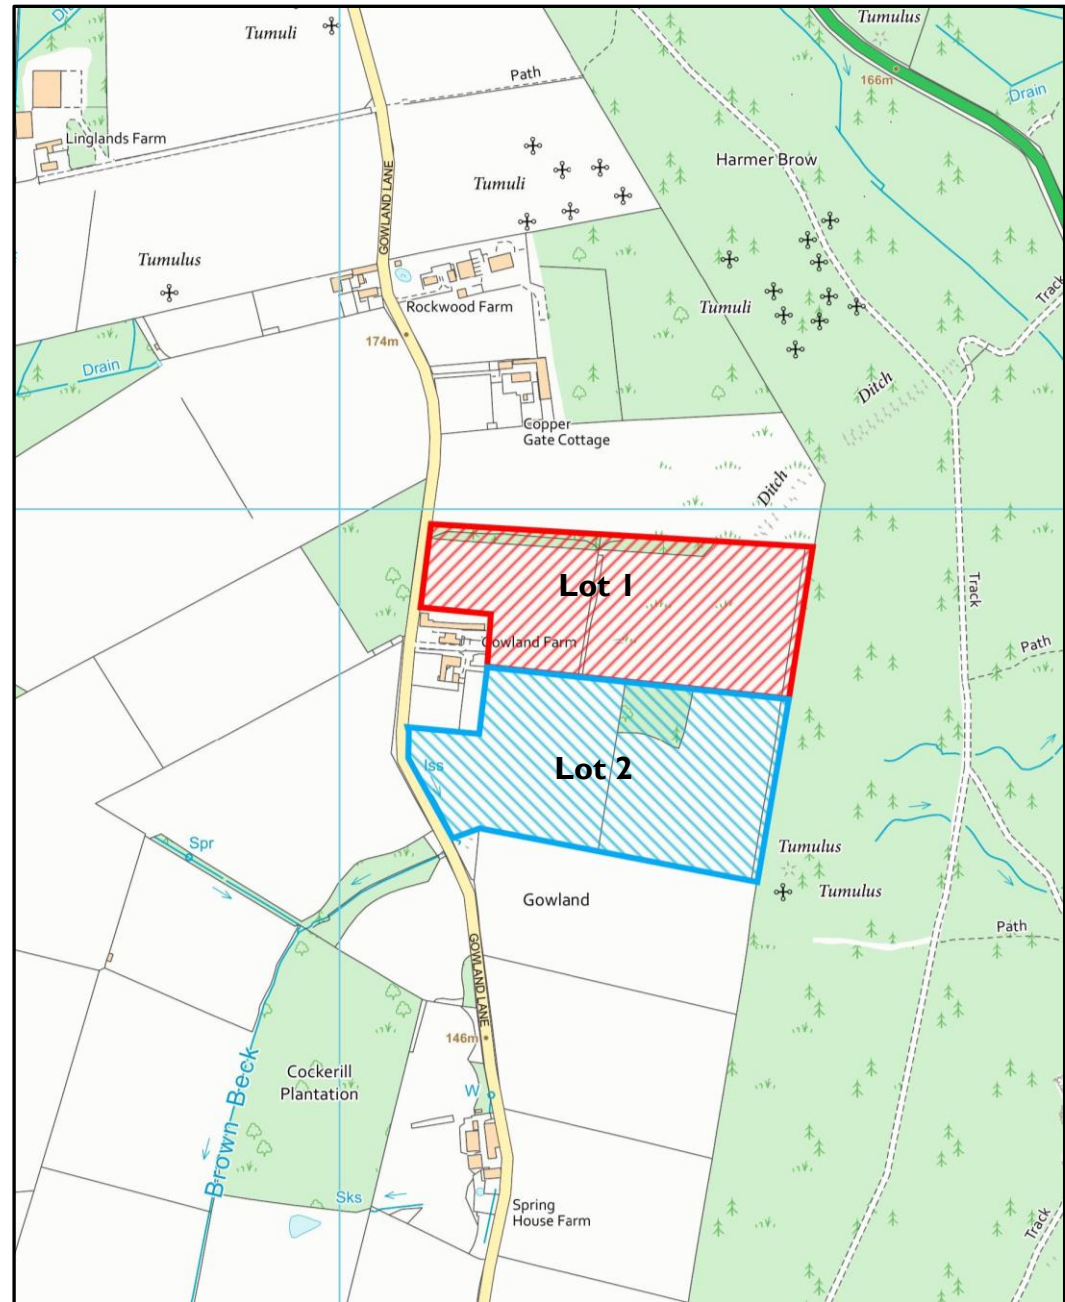 Tumulus
Tumuli
166m
Path
Drain
Linglands Farm
Harmer Brow
GOWLAND LANE
Tumuli
Tumulus
Track
Rockwood Farm
Tumuli
174m
Drain
Ditch
Copper
Gate Cottage
Ditch
Lot 1
Track
Gowland Farm
Path
Iss
Lot 2
Spr
Tumulus
Tumulus
Gowland
Path
GOWLAND LANE
146m
Cockerill
Plantation
W
Brown Beck
Sks
Spring
House Farm
Track